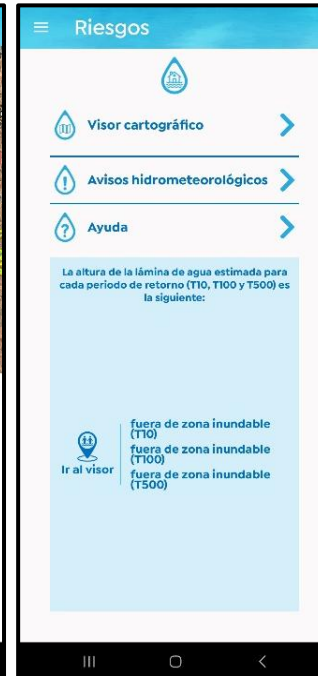 Riesgos
Visor cartográfico
Avisos hidrometeorológicos
Ayuda
La altura de la lámina de agua estimada para
cada periodo de retorno (T10, T100 y T500) es
la siguiente:
fuera de zona inundable
(T10)
fuera de zona inundable
(T100)
fuera de zona inundable
(T500)
Ir al visor